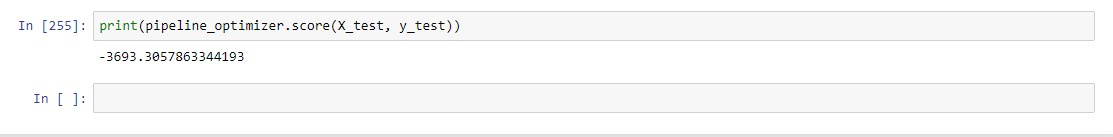 In [255]: print(pipeline_optimizer.score(X_test, y_test))
-3693.3057863344193
In [ ]: